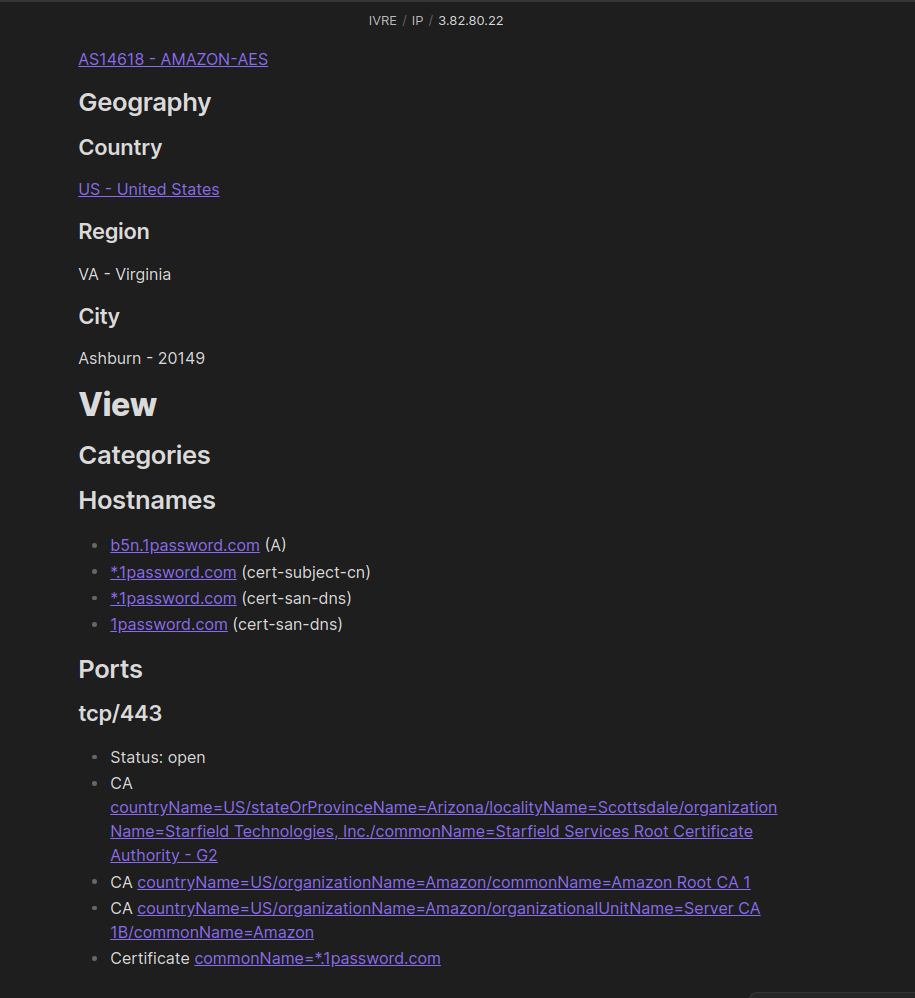 IVRE / IP / 3.82.80.22
AS14618 - AMAZON-AES
Geography
Country
US - United States
Region
VA - Virginia
City
Ashburn - 20149
View
Categories
Hostnames
b5n.1password.com (A)
*.1password.com (cert-subject-cn)
*.1password.com (cert-san-dns)
1password.com (cert-san-dns)
Ports
tcp/443
Status: open
CA
countryName=US/stateOrProvinceName=Arizona/localityName=Scottsdale/organization
Name=Starfield Technologies, Inc./commonName=Starfield Services Root Certificate
Authority - G2
CA countryName=US/organizationName=Amazon/commonName=Amazon Root CA 1
CA countryName=US/organizationName=Amazon/organizationalUnitName=Server CA
1B/commonName=Amazon
Certificate commonName=*.1password.com